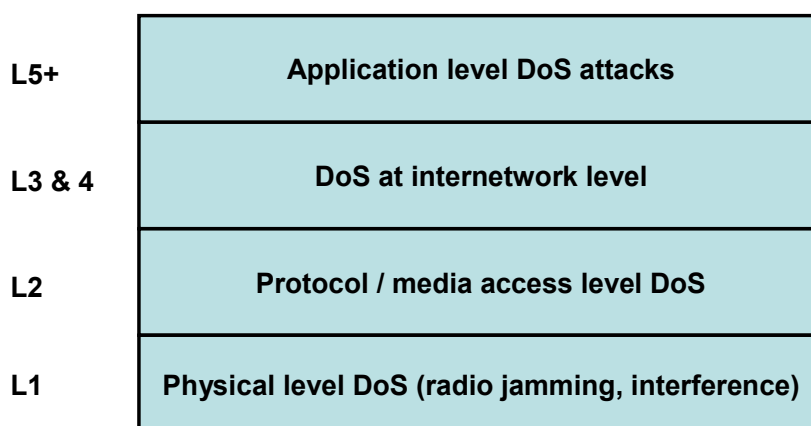 L5+ Application level DoS attacks
L3 & 4 DoS at internetwork level
L2 Protocol / media access level DoS
L1 Physical level DoS (radio jamming, interference)